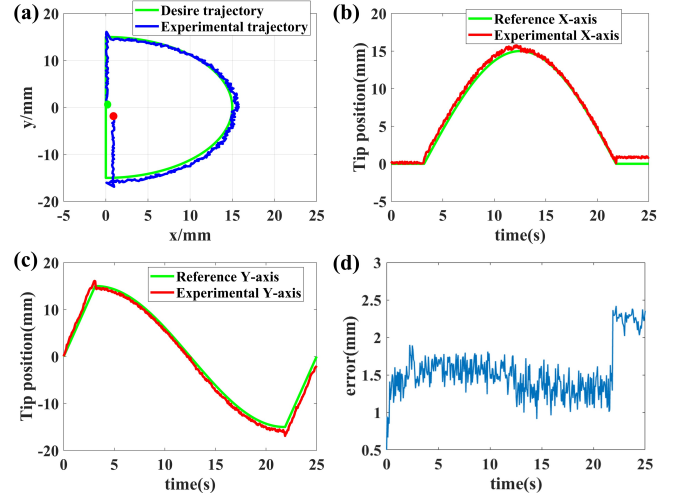 (a)
Desire trajectory
Experimental trajectory
20
10
0
-10
-20
y/mm
-5 0 5 10 15 20 25
x/mm
(b)
Reference X-axis
Experimental X-axis
20
15
10
5
0
-5
Tip position(mm)
0 5 10 15 20 25
time(s)
(c)
Reference Y-axis
Experimental Y-axis
20
10
0
-10
-20
Tip position(mm)
0 5 10 15 20 25
time(s)
(d)
3
2.5
2
1.5
1
0.5
error(mm)
0 5 10 15 20 25
time(s)